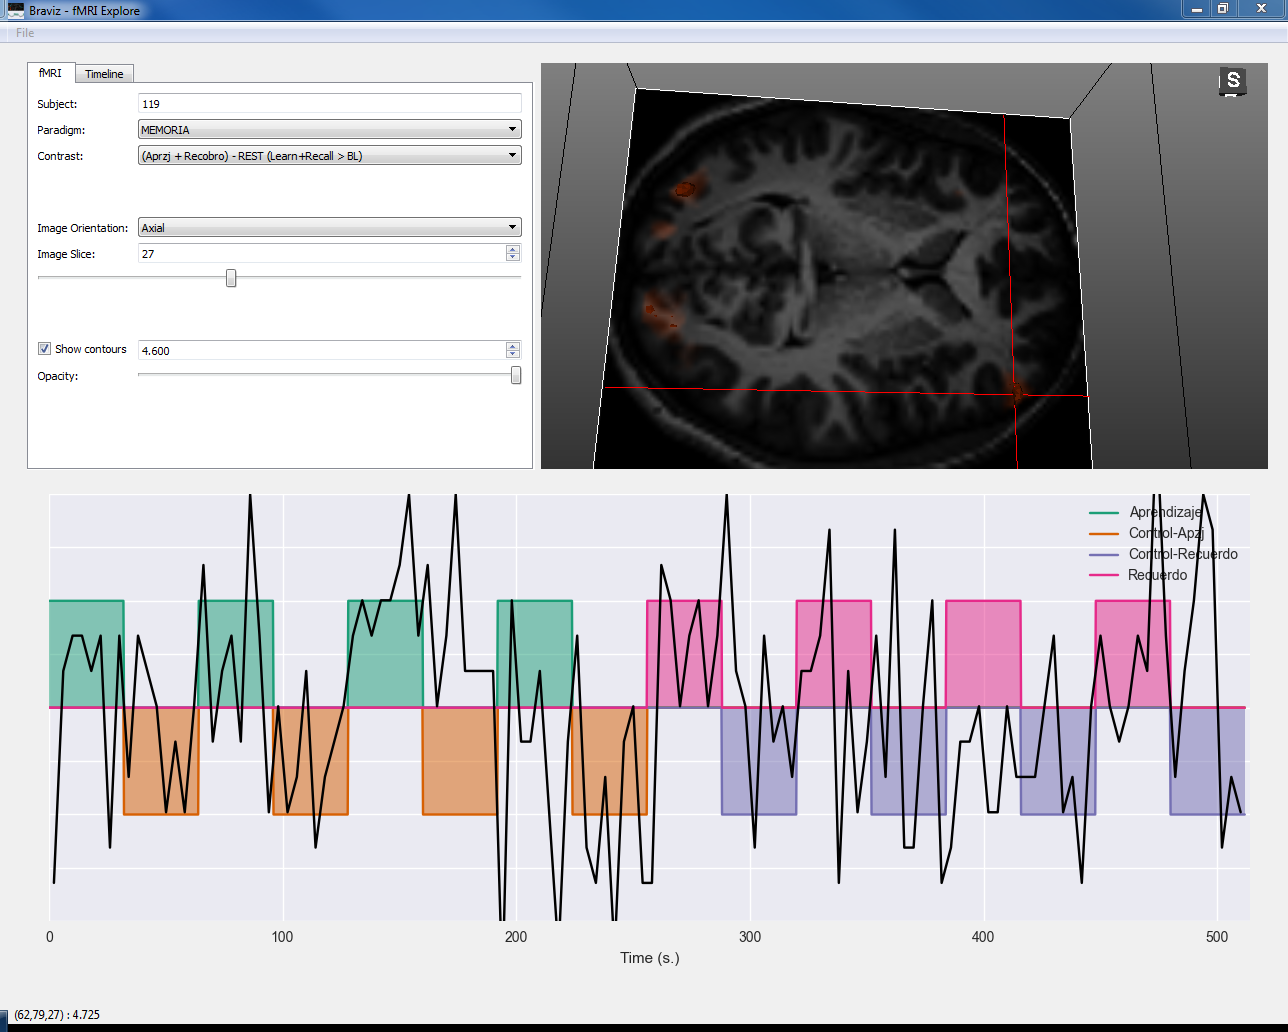 Braviz - fMRI Explore
File
fMRI Timeline
Subject: 119
Paradigm: MEMORIA
Contrast: (Aprzj + Recobro) - REST (Learn+Recall > BL)
Image Orientation: Axial
Image Slice: 27
Show contours 4.600
Opacity:
S
Aprendizaje
Control-Apzj
Control-Recuerdo
Recuerdo
0 100 200 300 400 500
Time (s.)
(62,79,27) : 4.725